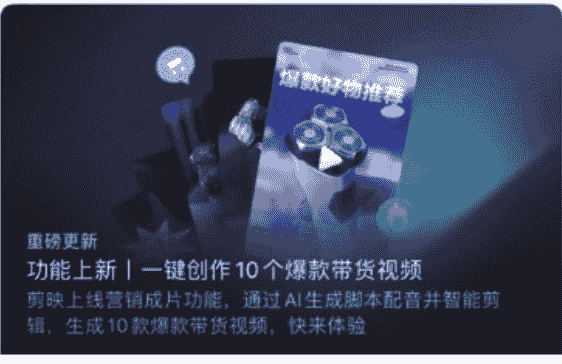 爆款好物推荐
重磅更新
功能上新丨一键创作10个爆款带货视频
剪映上线营销成片功能，通过AI生成脚本配音并智能剪
辑，生成10款爆款带货视频，快来体验